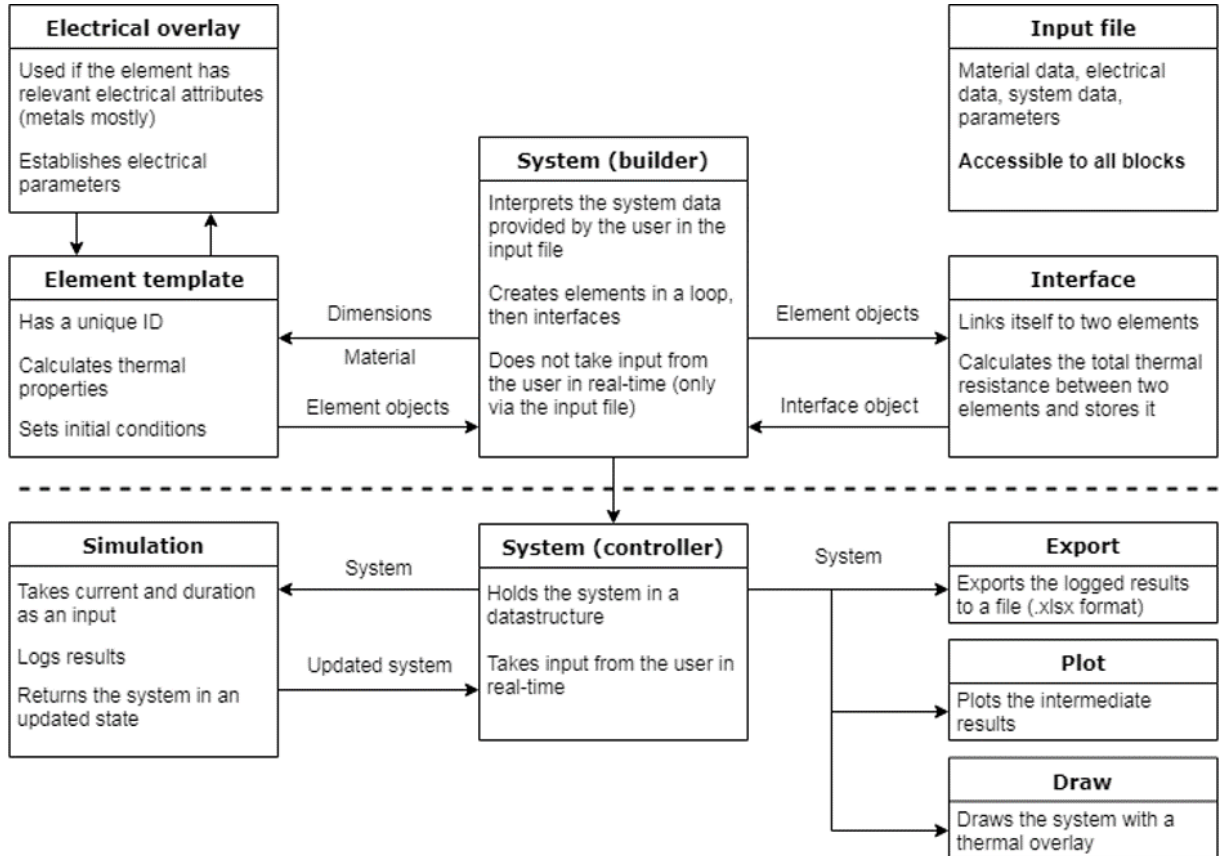 Electrical overlay
Used if the element has
relevant electrical attributes
(metals mostly)
Establishes electrical
parameters
Input file
Material data, electrical
data, system data,
parameters
Accessible to all blocks
System (builder)
Interprets the system data
provided by the user in the
input file
Creates elements in a loop,
then interfaces
Does not take input from
the user in real-time (only
via the input file)
Element template
Has a unique ID
Calculates thermal
properties
Sets initial conditions
Dimensions
Material
Element objects
Element objects
Interface object
Interface
Links itself to two elements
Calculates the total thermal
resistance between two
elements and stores it
Simulation
Takes current and duration
as an input
Logs results
Returns the system in an
updated state
System
Updated system
System (controller)
Holds the system in a
datastructure
Takes input from the user in
real-time
System
Export
Exports the logged results
to a file (.xlsx format)
Plot
Plots the intermediate
results
Draw
Draws the system with a
thermal overlay